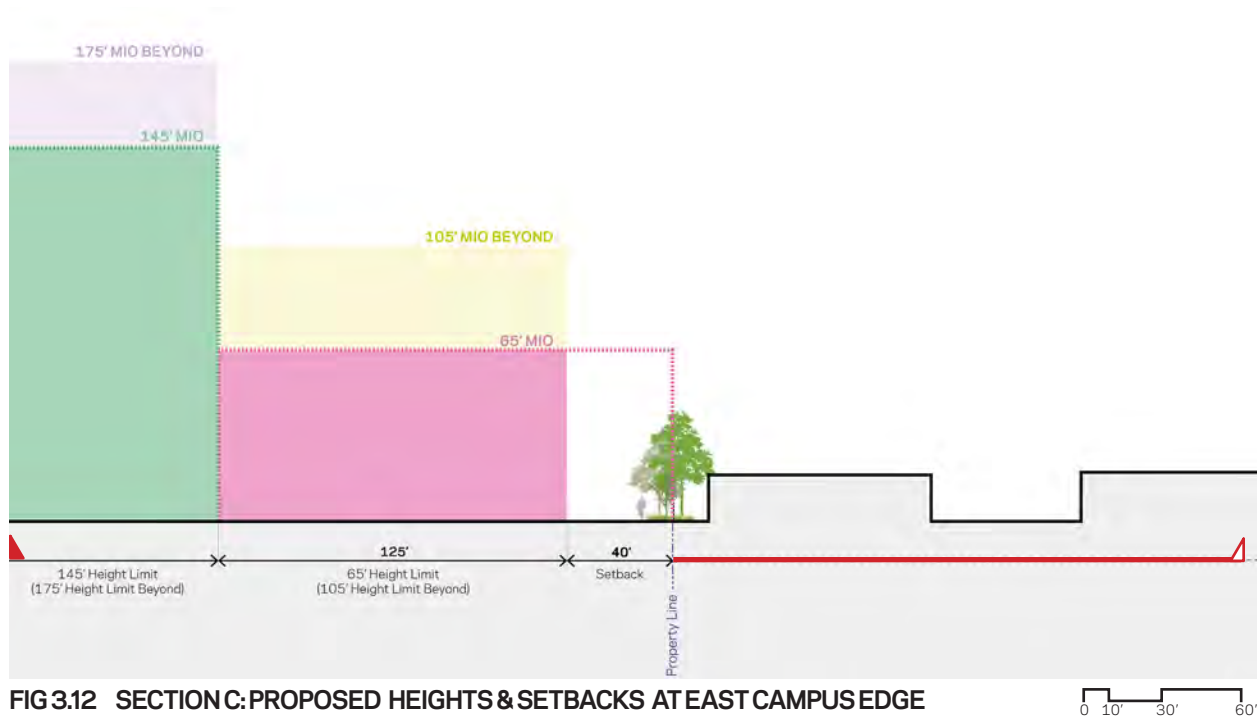 175' MIO BEYOND
145' MIO
105' MIO BEYOND
65' MIO
125'
40'
145' Height Limit
(175' Height Limit Beyond)
65' Height Limit
(105' Height Limit Beyond)
Setback
Property Line
FIG 3.12 SECTION C: PROPOSED HEIGHTS & SETBACKS AT EAST CAMPUS EDGE
0 10' 30' 60'